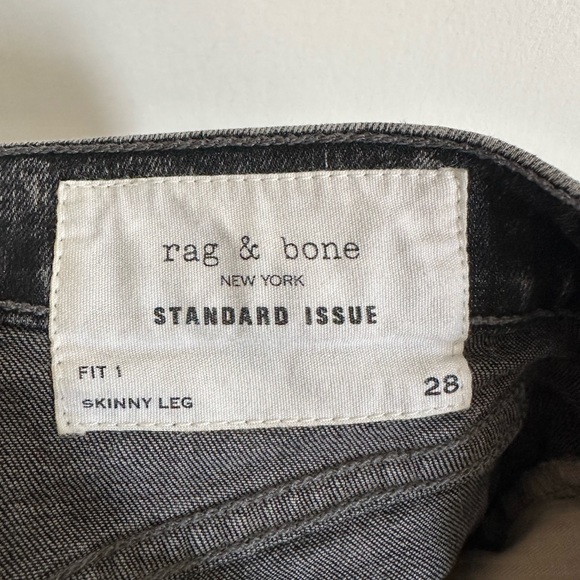 rag & bone
NEW YORK
STANDARD ISSUE
FIT 1
SKINNY LEG
28